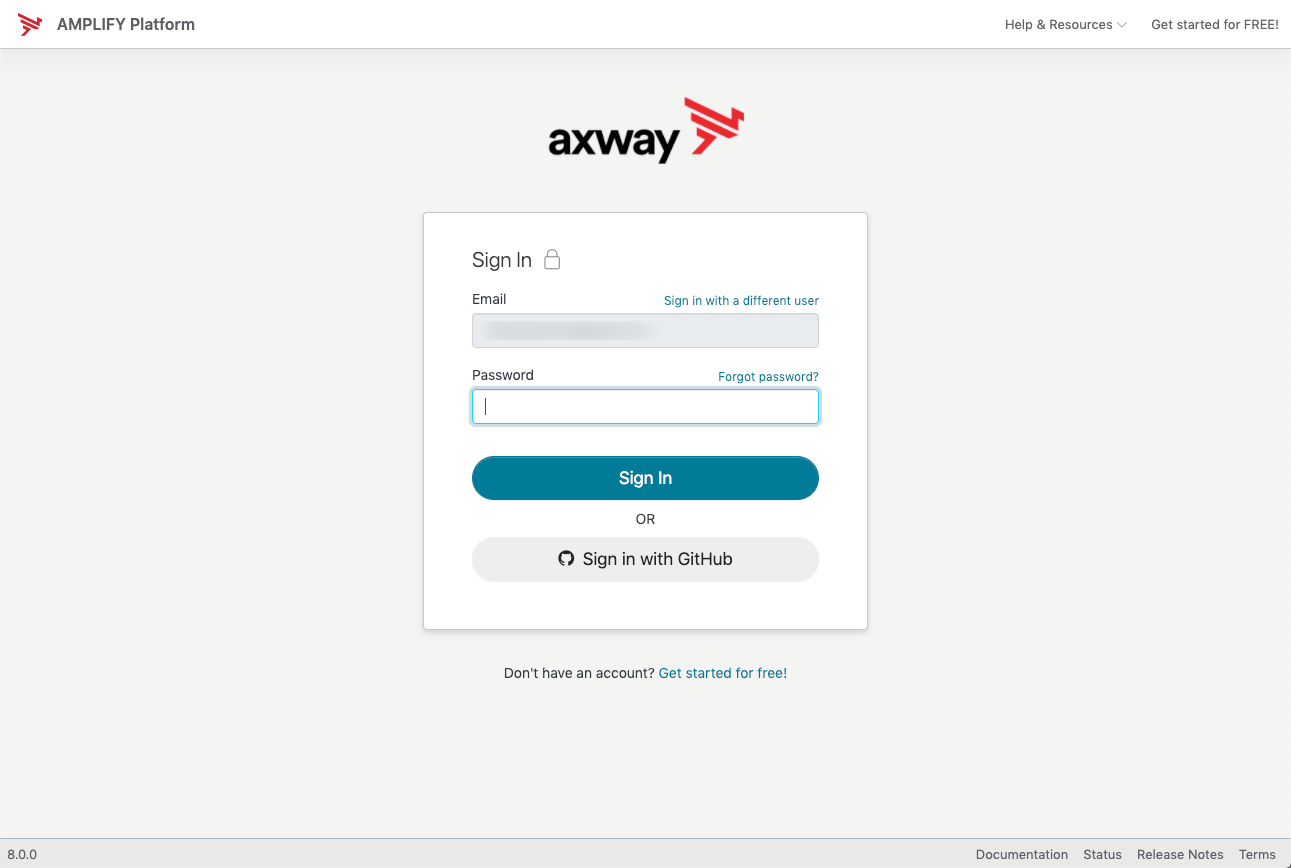 AMPLIFY Platform
Help & Resources
Get started for FREE!
axway
Sign In
Email
Sign in with a different user
Password
Forgot password?
Sign In
OR
Sign in with GitHub
Don't have an account? Get started for free!
8.0.0
Documentation
Status
Release Notes
Terms